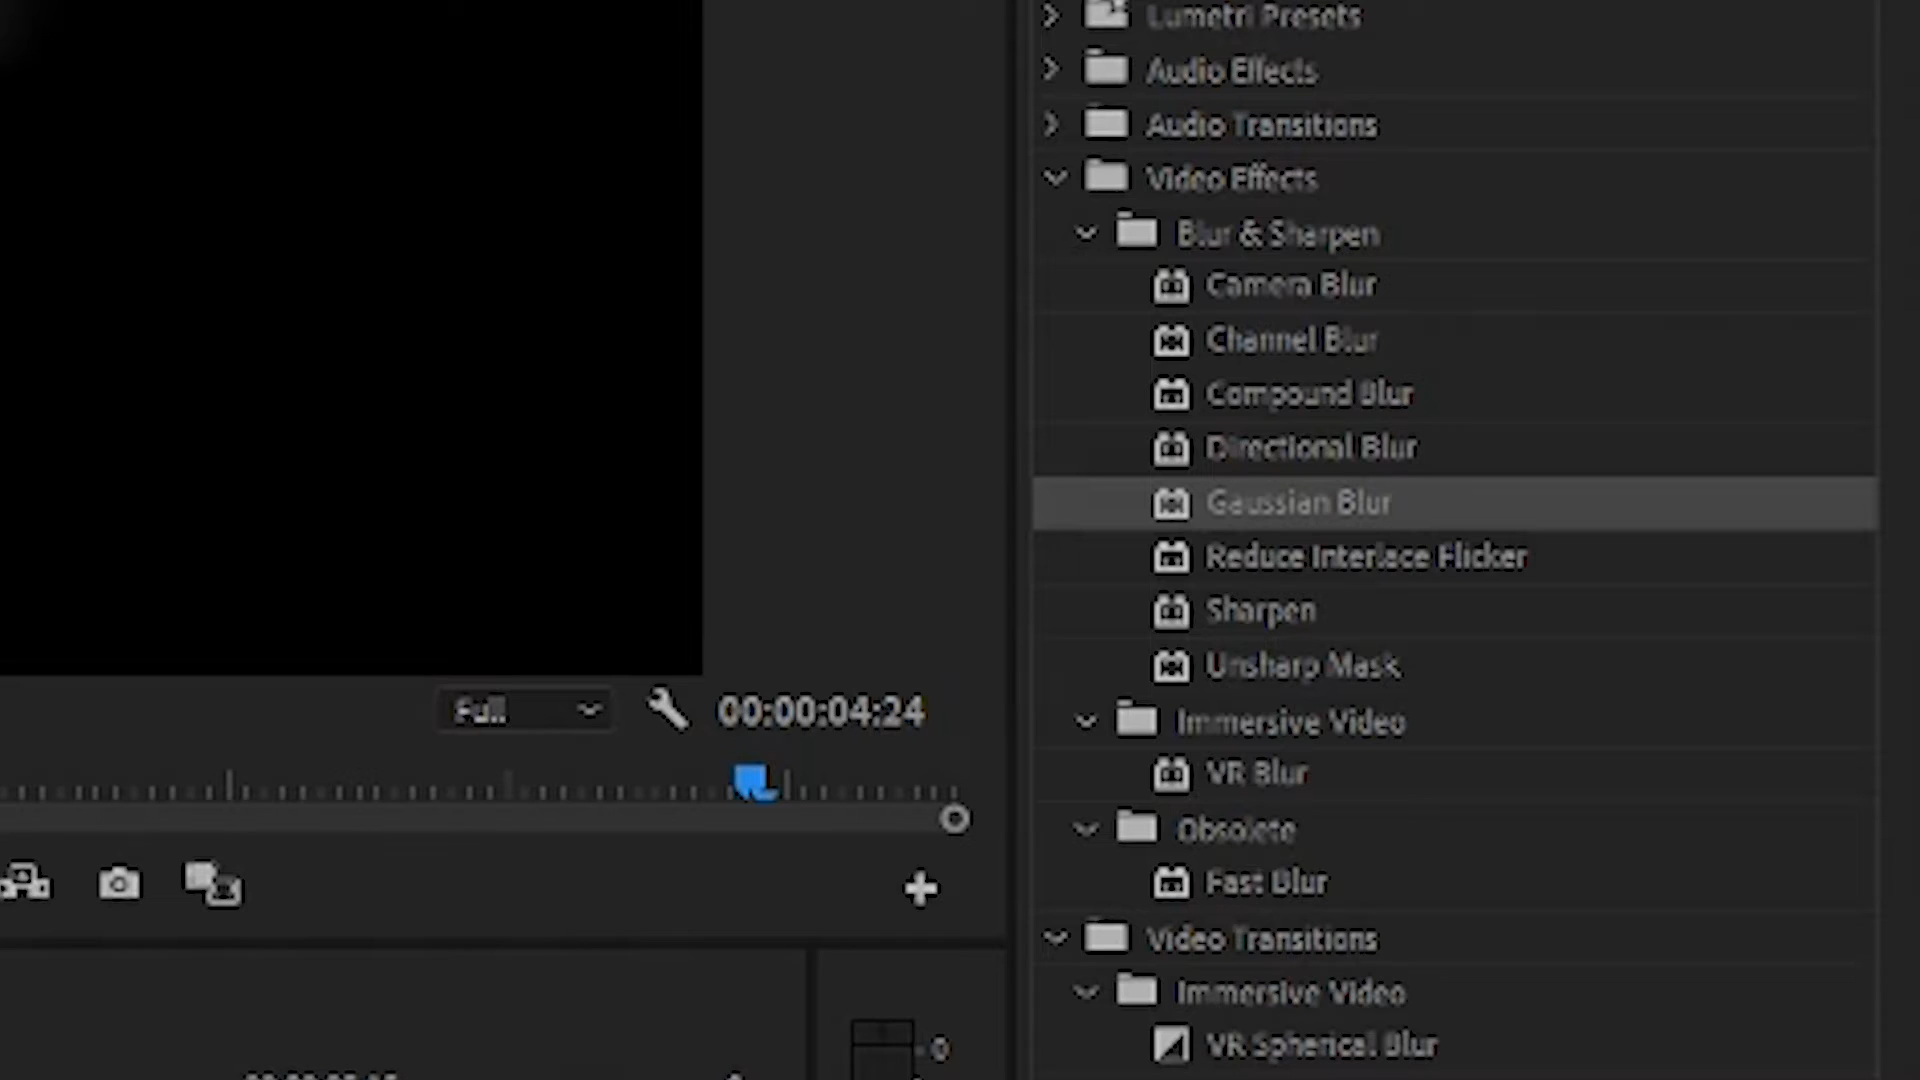 Lumetri Presets
Audio Effects
Audio Transitions
Video Effects
Blur & Sharpen
Camera Blur
Channel Blur
Compound Blur
Directional Blur
Gaussian Blur
Reduce Interlace Flicker
Sharpen
Unsharp Mask
Immersive Video
VR Blur
Obsolete
Fast Blur
Video Transitions
Immersive Video
VR Spherical Blur
Full
00:00:04:24
0